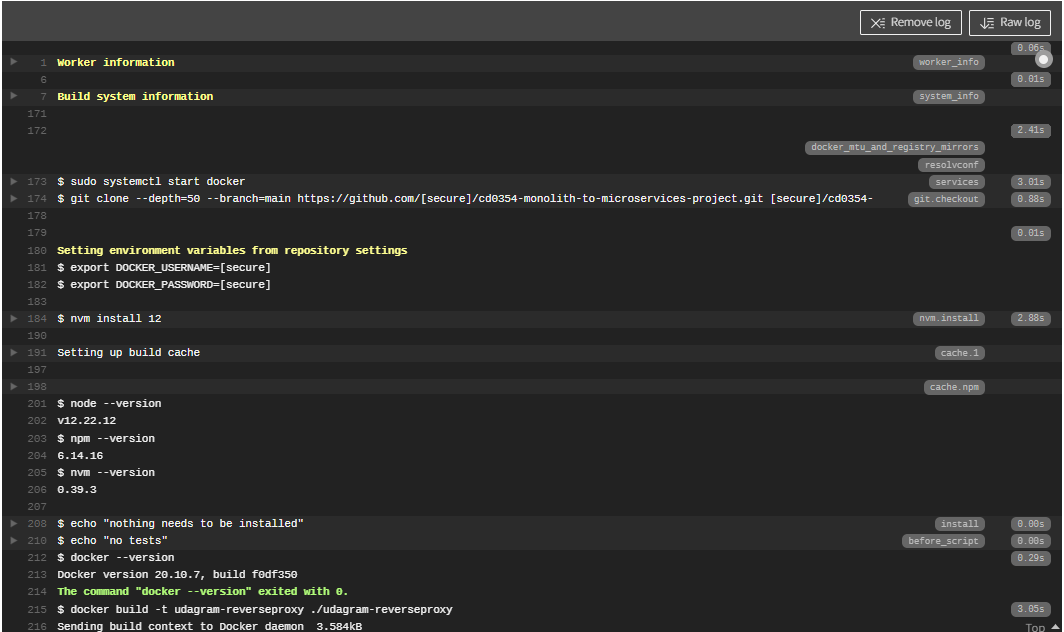 Remove log Raw log
0.06s
1 Worker information worker_info
6 0.01s
7 Build system information system_info
171
172 2.41s
docker_mtu_and_registry_mirrors
resolvconf
173 $ sudo systemctl start docker services 3.01s
174 $ git clone --depth=50 --branch=main https://github.com/[secure]/cd0354-monolith-to-microservices-project.git [secure]/cd0354- git.checkout 0.88s
178
179 0.01s
180 Setting environment variables from repository settings
181 $ export DOCKER_USERNAME=[secure]
182 $ export DOCKER_PASSWORD=[secure]
183
184 $ nvm install 12 nvm.install 2.88s
190
191 Setting up build cache cache.1
197
198 cache.npm
201 $ node --version
202 v12.22.12
203 $ npm --version
204 6.14.16
205 $ nvm --version
206 0.39.3
207
208 $ echo "nothing needs to be installed" install 0.00s
210 $ echo "no tests" before_script 0.00s
212 $ docker --version 0.29s
213 Docker version 20.10.7, build f0df350
214 The command "docker --version" exited with 0.
215 $ docker build -t udagram-reverseproxy ./udagram-reverseproxy 3.05s
216 Sending build context to Docker daemon  3.584kB
Top